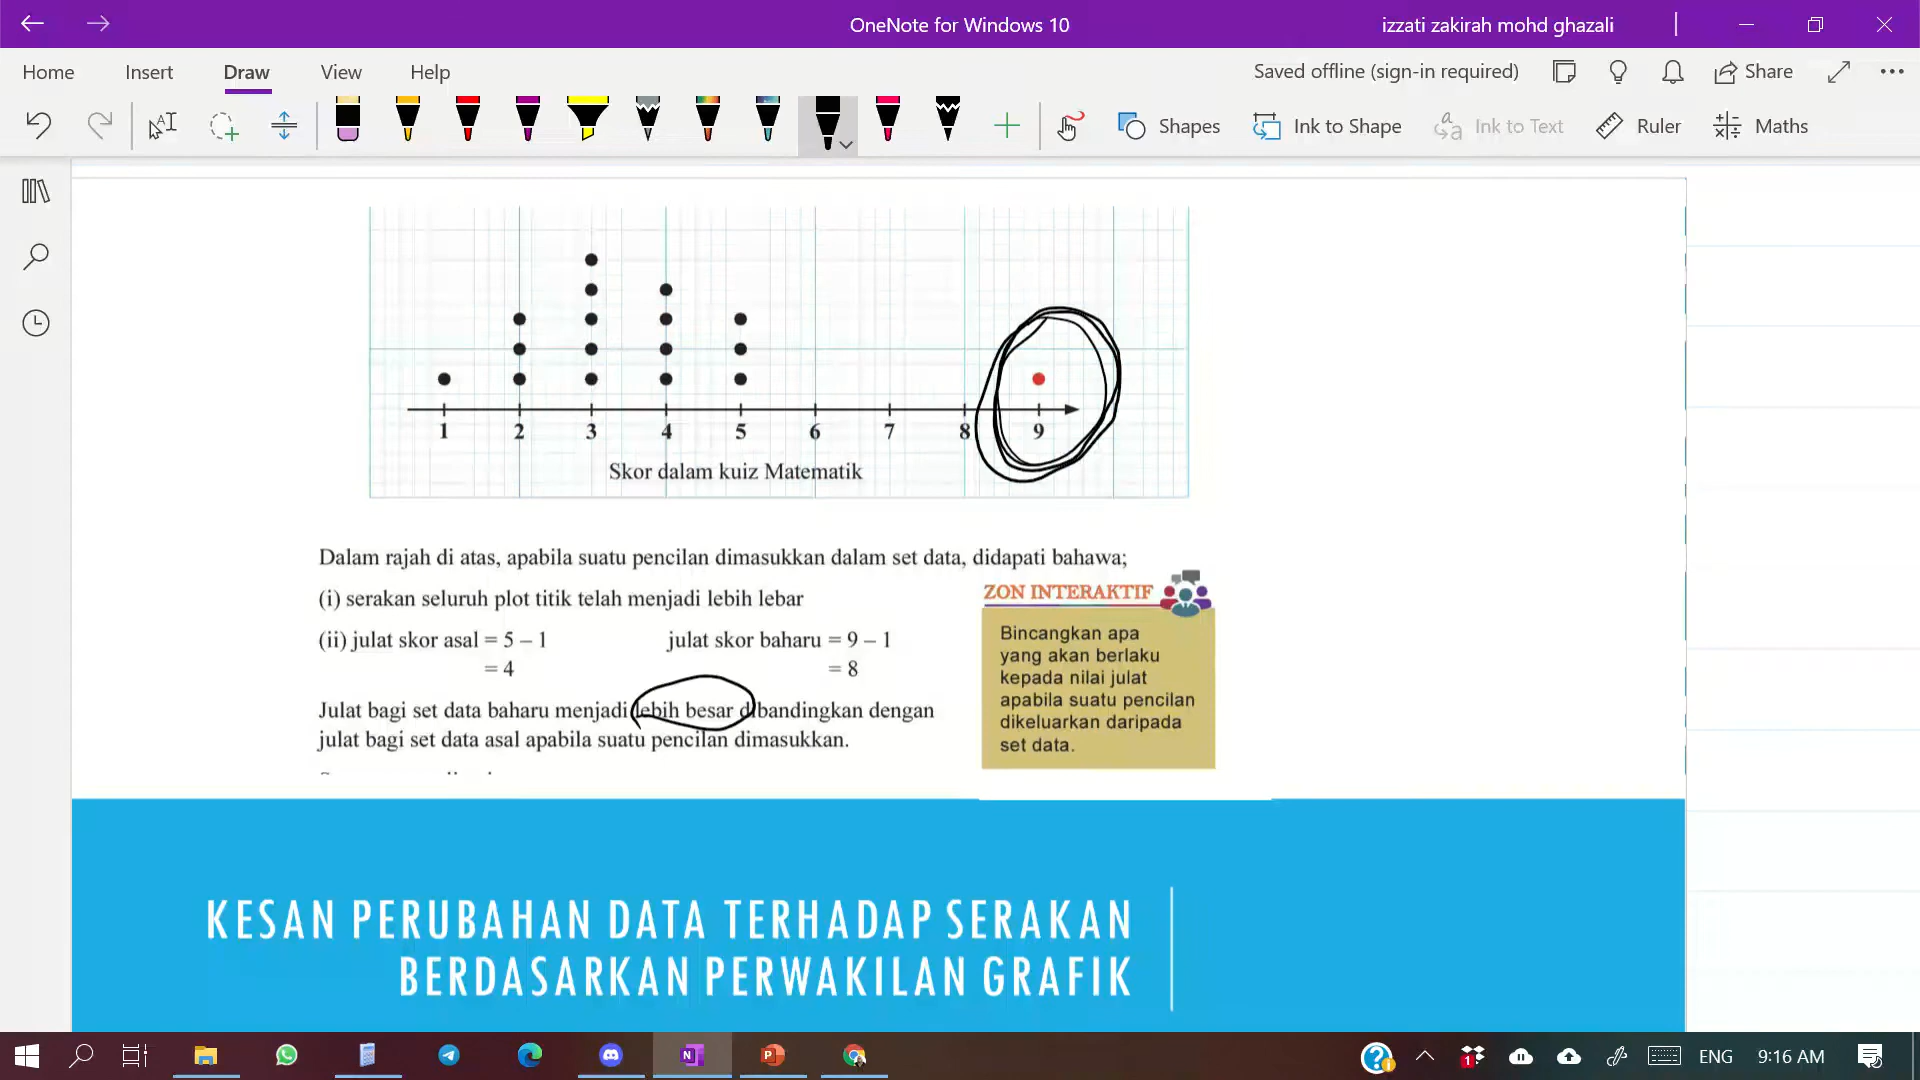 OneNote for Windows 10
izzati zakirah mohd ghazali
Home
Insert
Draw
View
Help
Saved offline (sign-in required)
Share
Shapes
Ink to Shape
Ink to Text
Ruler
Maths
1 2 3 4 5 6 7 8 9
Skor dalam kuiz Matematik
Dalam rajah di atas, apabila suatu pencilan dimasukkan dalam set data, didapati bahawa;
(i) serakan seluruh plot titik telah menjadi lebih lebar
(ii) julat skor asal = 5 – 1
= 4
julat skor baharu = 9 – 1
= 8
Julat bagi set data baharu menjadi lebih besar dibandingkan dengan
julat bagi set data asal apabila suatu pencilan dimasukkan.
ZON INTERAKTIF
Bincangkan apa
yang akan berlaku
kepada nilai julat
apabila suatu pencilan
dikeluarkan daripada
set data.
KESAN PERUBAHAN DATA TERHADAP SERAKAN
BERDASARKAN PERWAKILAN GRAFIK
ENG
9:16 AM